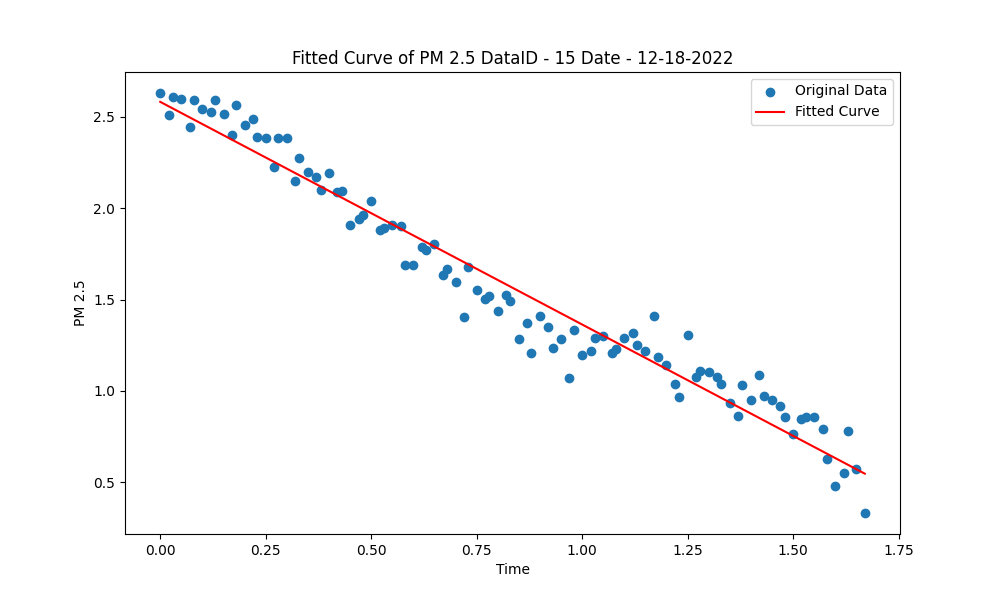 Fitted Curve of PM 2.5 DataID - 15 Date - 12-18-2022
Original Data
Fitted Curve
2.5
2.0
1.5
1.0
0.5
PM 2.5
0.00 0.25 0.50 0.75 1.00 1.25 1.50 1.75
Time